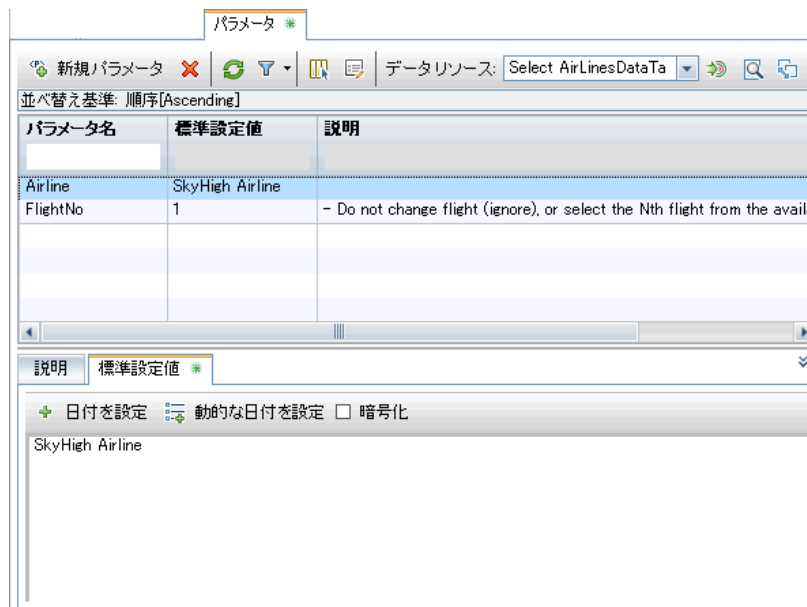 パラメータ *
新規パラメータ データリソース: Select AirLinesDataTa
並べ替え基準: 順序[Ascending]
パラメータ名 標準設定値 説明
Airline SkyHigh Airline
FlightNo 1 - Do not change flight (ignore), or select the Nth flight from the avail
説明 標準設定値 *
日付を設定 動的な日付を設定 暗号化
SkyHigh Airline